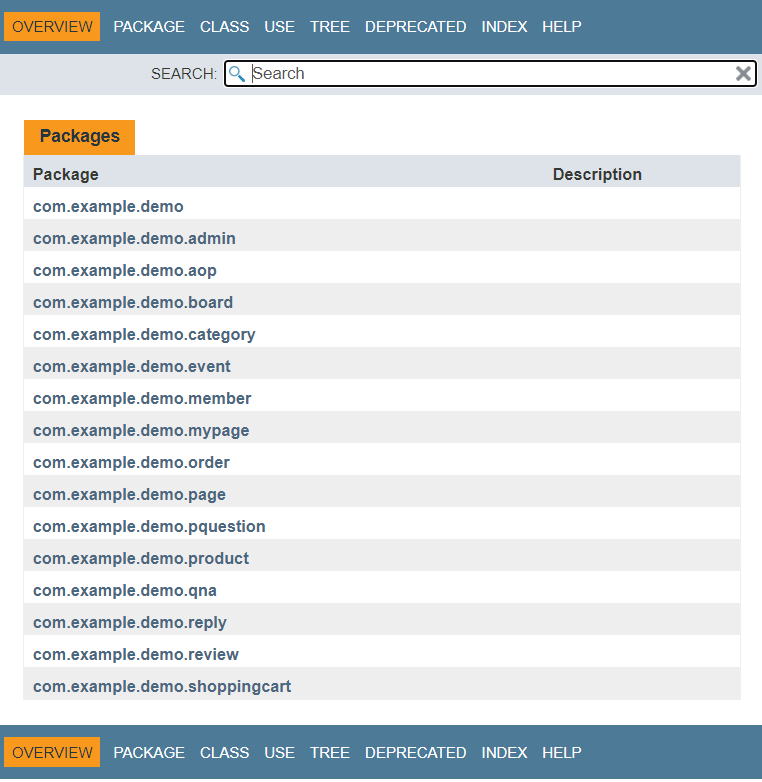 OVERVIEW PACKAGE CLASS USE TREE DEPRECATED INDEX HELP
SEARCH: Search
Packages
Package Description
com.example.demo
com.example.demo.admin
com.example.demo.aop
com.example.demo.board
com.example.demo.category
com.example.demo.event
com.example.demo.member
com.example.demo.mypage
com.example.demo.order
com.example.demo.page
com.example.demo.pquestion
com.example.demo.product
com.example.demo.qna
com.example.demo.reply
com.example.demo.review
com.example.demo.shoppingcart
OVERVIEW PACKAGE CLASS USE TREE DEPRECATED INDEX HELP